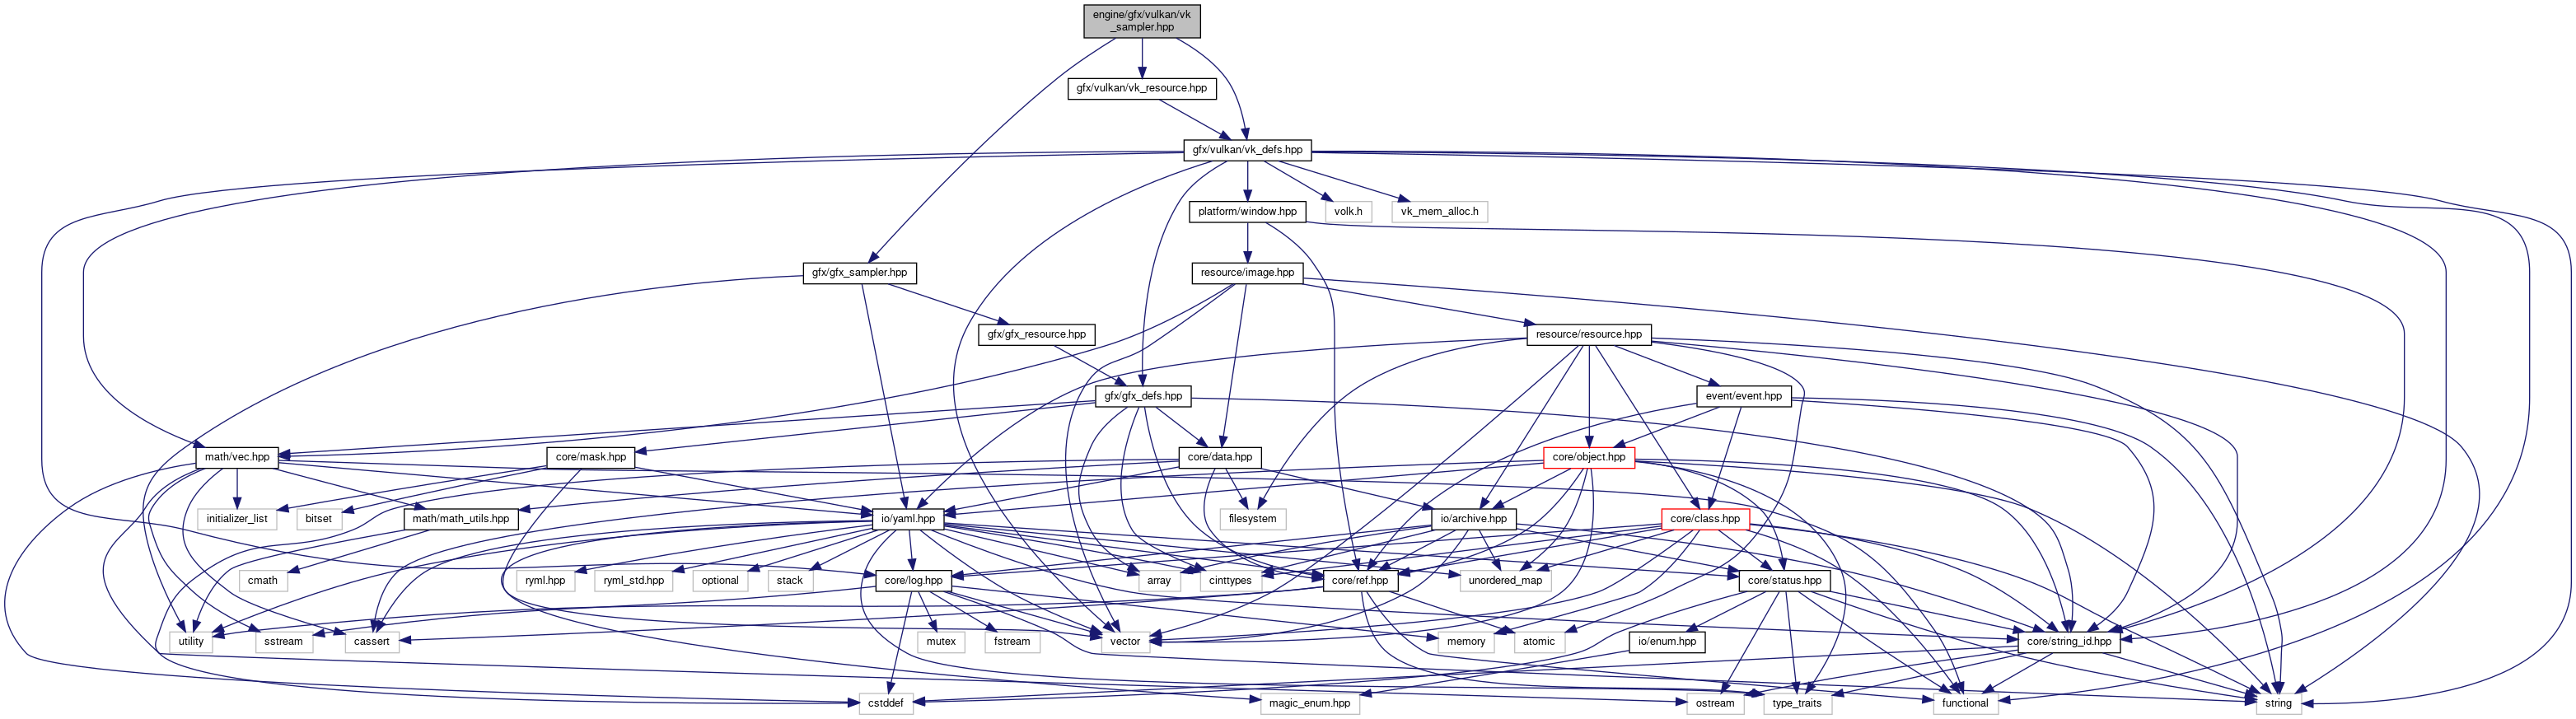 engine/gfx/vulkan/vk
_sampler.hpp
gfx/vulkan/vk_resource.hpp
gfx/vulkan/vk_defs.hpp
platform/window.hpp
volk.h
vk_mem_alloc.h
gfx/gfx_sampler.hpp
resource/image.hpp
gfx/gfx_resource.hpp
resource/resource.hpp
gfx/gfx_defs.hpp
event/event.hpp
math/vec.hpp
core/mask.hpp
core/data.hpp
core/object.hpp
initializer_list
bitset
math/math_utils.hpp
io/yaml.hpp
filesystem
io/archive.hpp
core/class.hpp
cmath
ryml.hpp
ryml_std.hpp
optional
stack
core/log.hpp
array
cinttypes
core/ref.hpp
unordered_map
core/status.hpp
utility
sstream
cassert
mutex
fstream
vector
memory
atomic
io/enum.hpp
core/string_id.hpp
cstddef
magic_enum.hpp
ostream
type_traits
functional
string